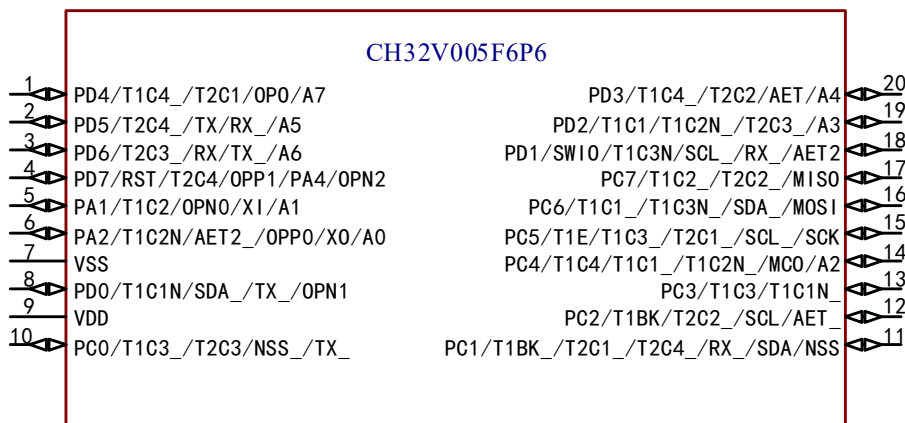 CH32V005F6P6
1 PD4/T1C4_/T2C1/OPO/A7
2 PD5/T2C4_/TX/RX_/A5
3 PD6/T2C3_/RX/TX_/A6
4 PD7/RST/T2C4/OPP1/PA4/OPN2
5 PA1/T1C2/OPN0/XI/A1
6 PA2/T1C2N/AET2_/OPP0/XO/A0
7 VSS
8 PD0/T1C1N/SDA_/TX_/OPN1
9 VDD
10 PC0/T1C3_/T2C3/NSS_/TX_
PD3/T1C4_/T2C2/AET/A4 20
PD2/T1C1/T1C2N_/T2C3_/A3 19
PD1/SWIO/T1C3N/SCL_/RX_/AET2 18
PC7/T1C2_/T2C2_/MISO 17
PC6/T1C1_/T1C3N_/SDA_/MOSI 16
PC5/T1E/T1C3_/T2C1_/SCL_/SCK 15
PC4/T1C4/T1C1_/T1C2N_/MCO/A2 14
PC3/T1C3/T1C1N_ 13
PC2/T1BK/T2C2_/SCL/AET_ 12
PC1/T1BK_/T2C1_/T2C4_/RX_/SDA/NSS 11